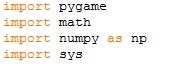 import pygame
import math
import numpy as np
import sys